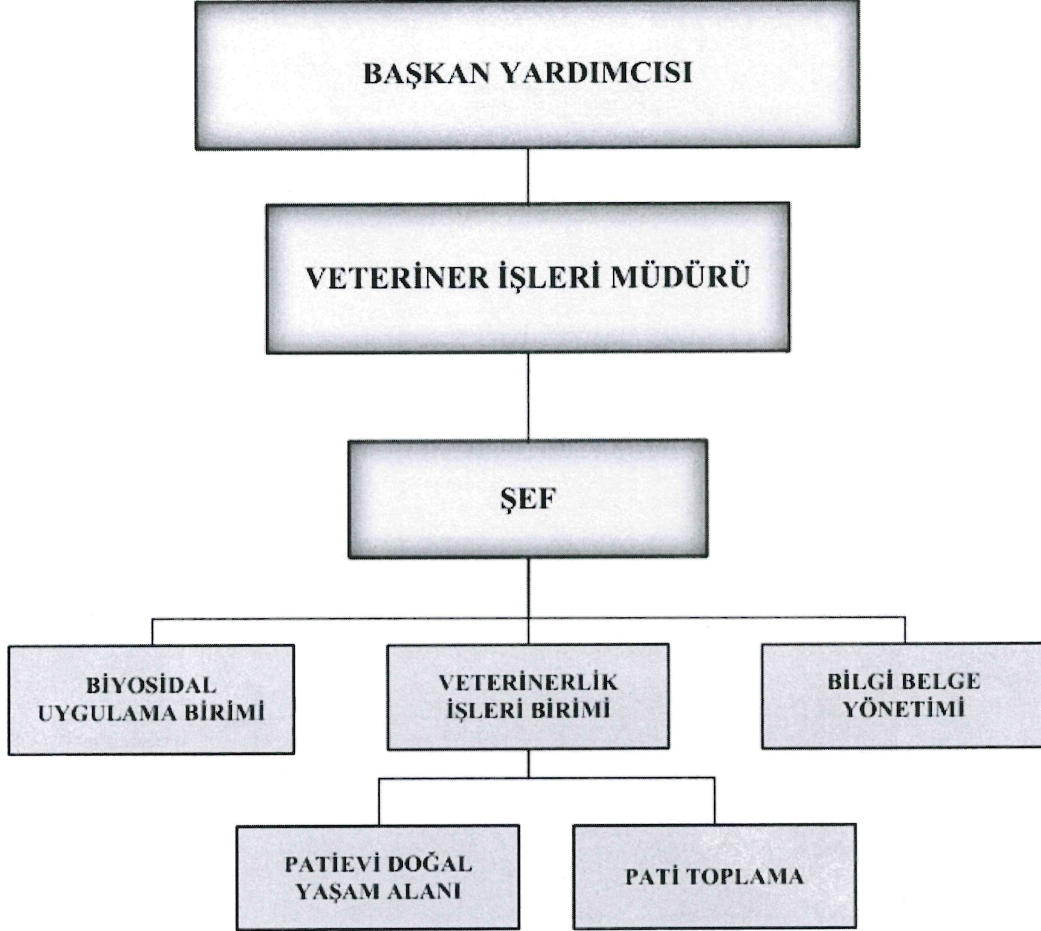 BAŞKAN YARDIMCISI
VETERİNER İŞLERİ MÜDÜRÜ
ŞEF
BİYOSİDAL
UYGULAMA BİRİMİ
VETERİNERLİK
İŞLERİ BİRİMİ
BİLGİ BELGE
YÖNETİMİ
PATİEVİ DOĞAL
YAŞAM ALANI
PATİ TOPLAMA